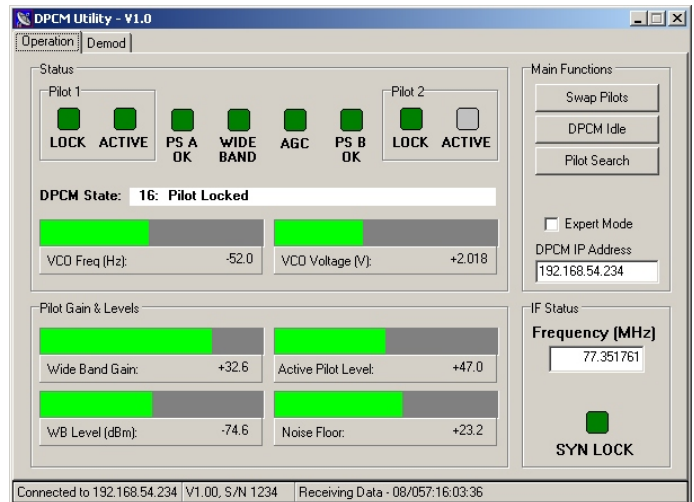 DPCM Utility - V1.0
Operation Demod
Status
Pilot 1
LOCK ACTIVE
PS A OK
WIDE BAND
AGC
PS B OK
Pilot 2
LOCK ACTIVE
DPCM State: 16: Pilot Locked
VCO Freq (Hz): -52.0
VCO Voltage (V): +2.018
Pilot Gain & Levels
Wide Band Gain: +32.6
Active Pilot Level: +47.0
WB Level (dBm): -74.6
Noise Floor: +23.2
Main Functions
Swap Pilots
DPCM Idle
Pilot Search
Expert Mode
DPCM IP Address
192.168.54.234
IF Status
Frequency (MHz)
77.351761
SYN LOCK
Connected to 192.168.54.234 V1.00, S/N 1234 Receiving Data - 08/057:16:03:36